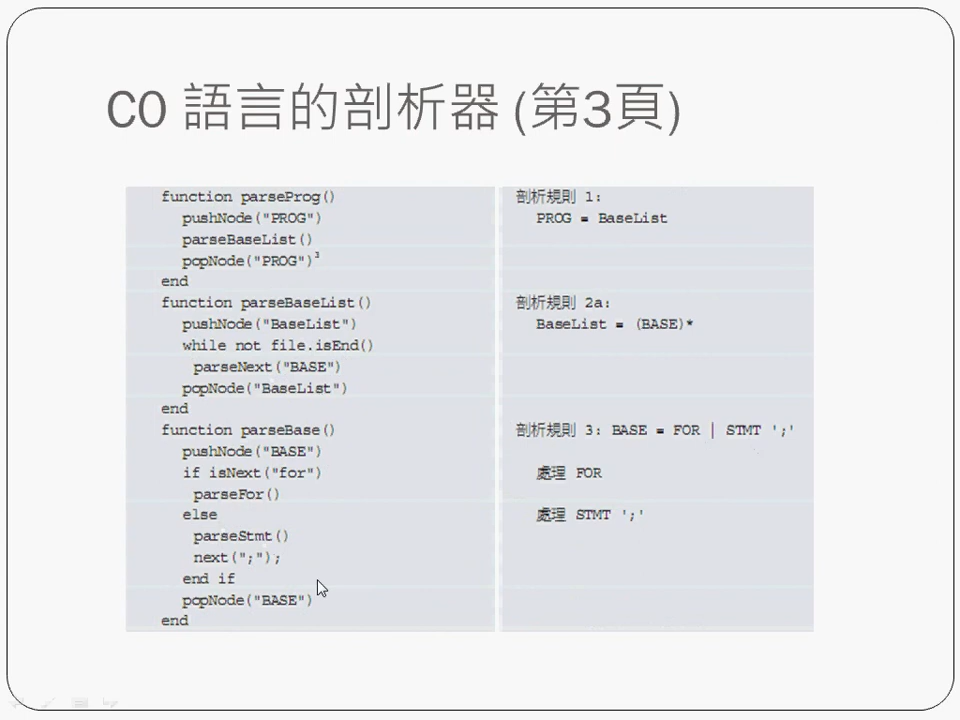 C0 語言的剖析器 (第3頁)
function parseProg()
pushNode("PROG")
parseBaseList()
popNode("PROG")3
end
function parseBaseList()
pushNode("BaseList")
while not file.isEnd()
parseNext("BASE")
popNode("BaseList")
end
function parseBase()
pushNode("BASE")
if isNext("for")
parseFor()
else
parseStmt()
next(";");
end if
popNode("BASE")
end
剖析規則 1:
PROG = BaseList
剖析規則 2a:
BaseList = (BASE)*
剖析規則 3: BASE = FOR | STMT ';'
處理 FOR
處理 STMT ';'